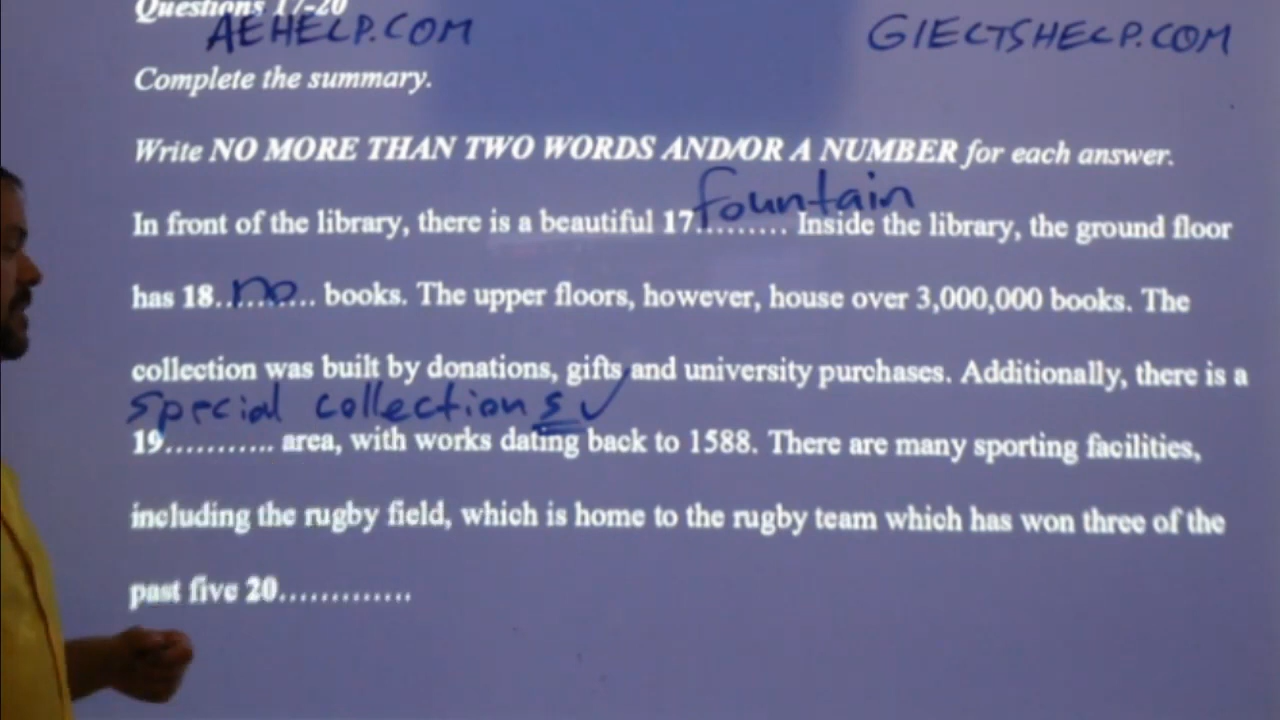 Questions 17-20
AEHELP.COM GIELTSHELP.COM
Complete the summary.
Write NO MORE THAN TWO WORDS AND/OR A NUMBER for each answer.
fountain
In front of the library, there is a beautiful 17......... Inside the library, the ground floor
has 18...no...... books. The upper floors, however, house over 3,000,000 books. The
collection was built by donations, gifts and university purchases. Additionally, there is a
special collections ✓
19........... area, with works dating back to 1588. There are many sporting facilities,
including the rugby field, which is home to the rugby team which has won three of the
past five 20.............